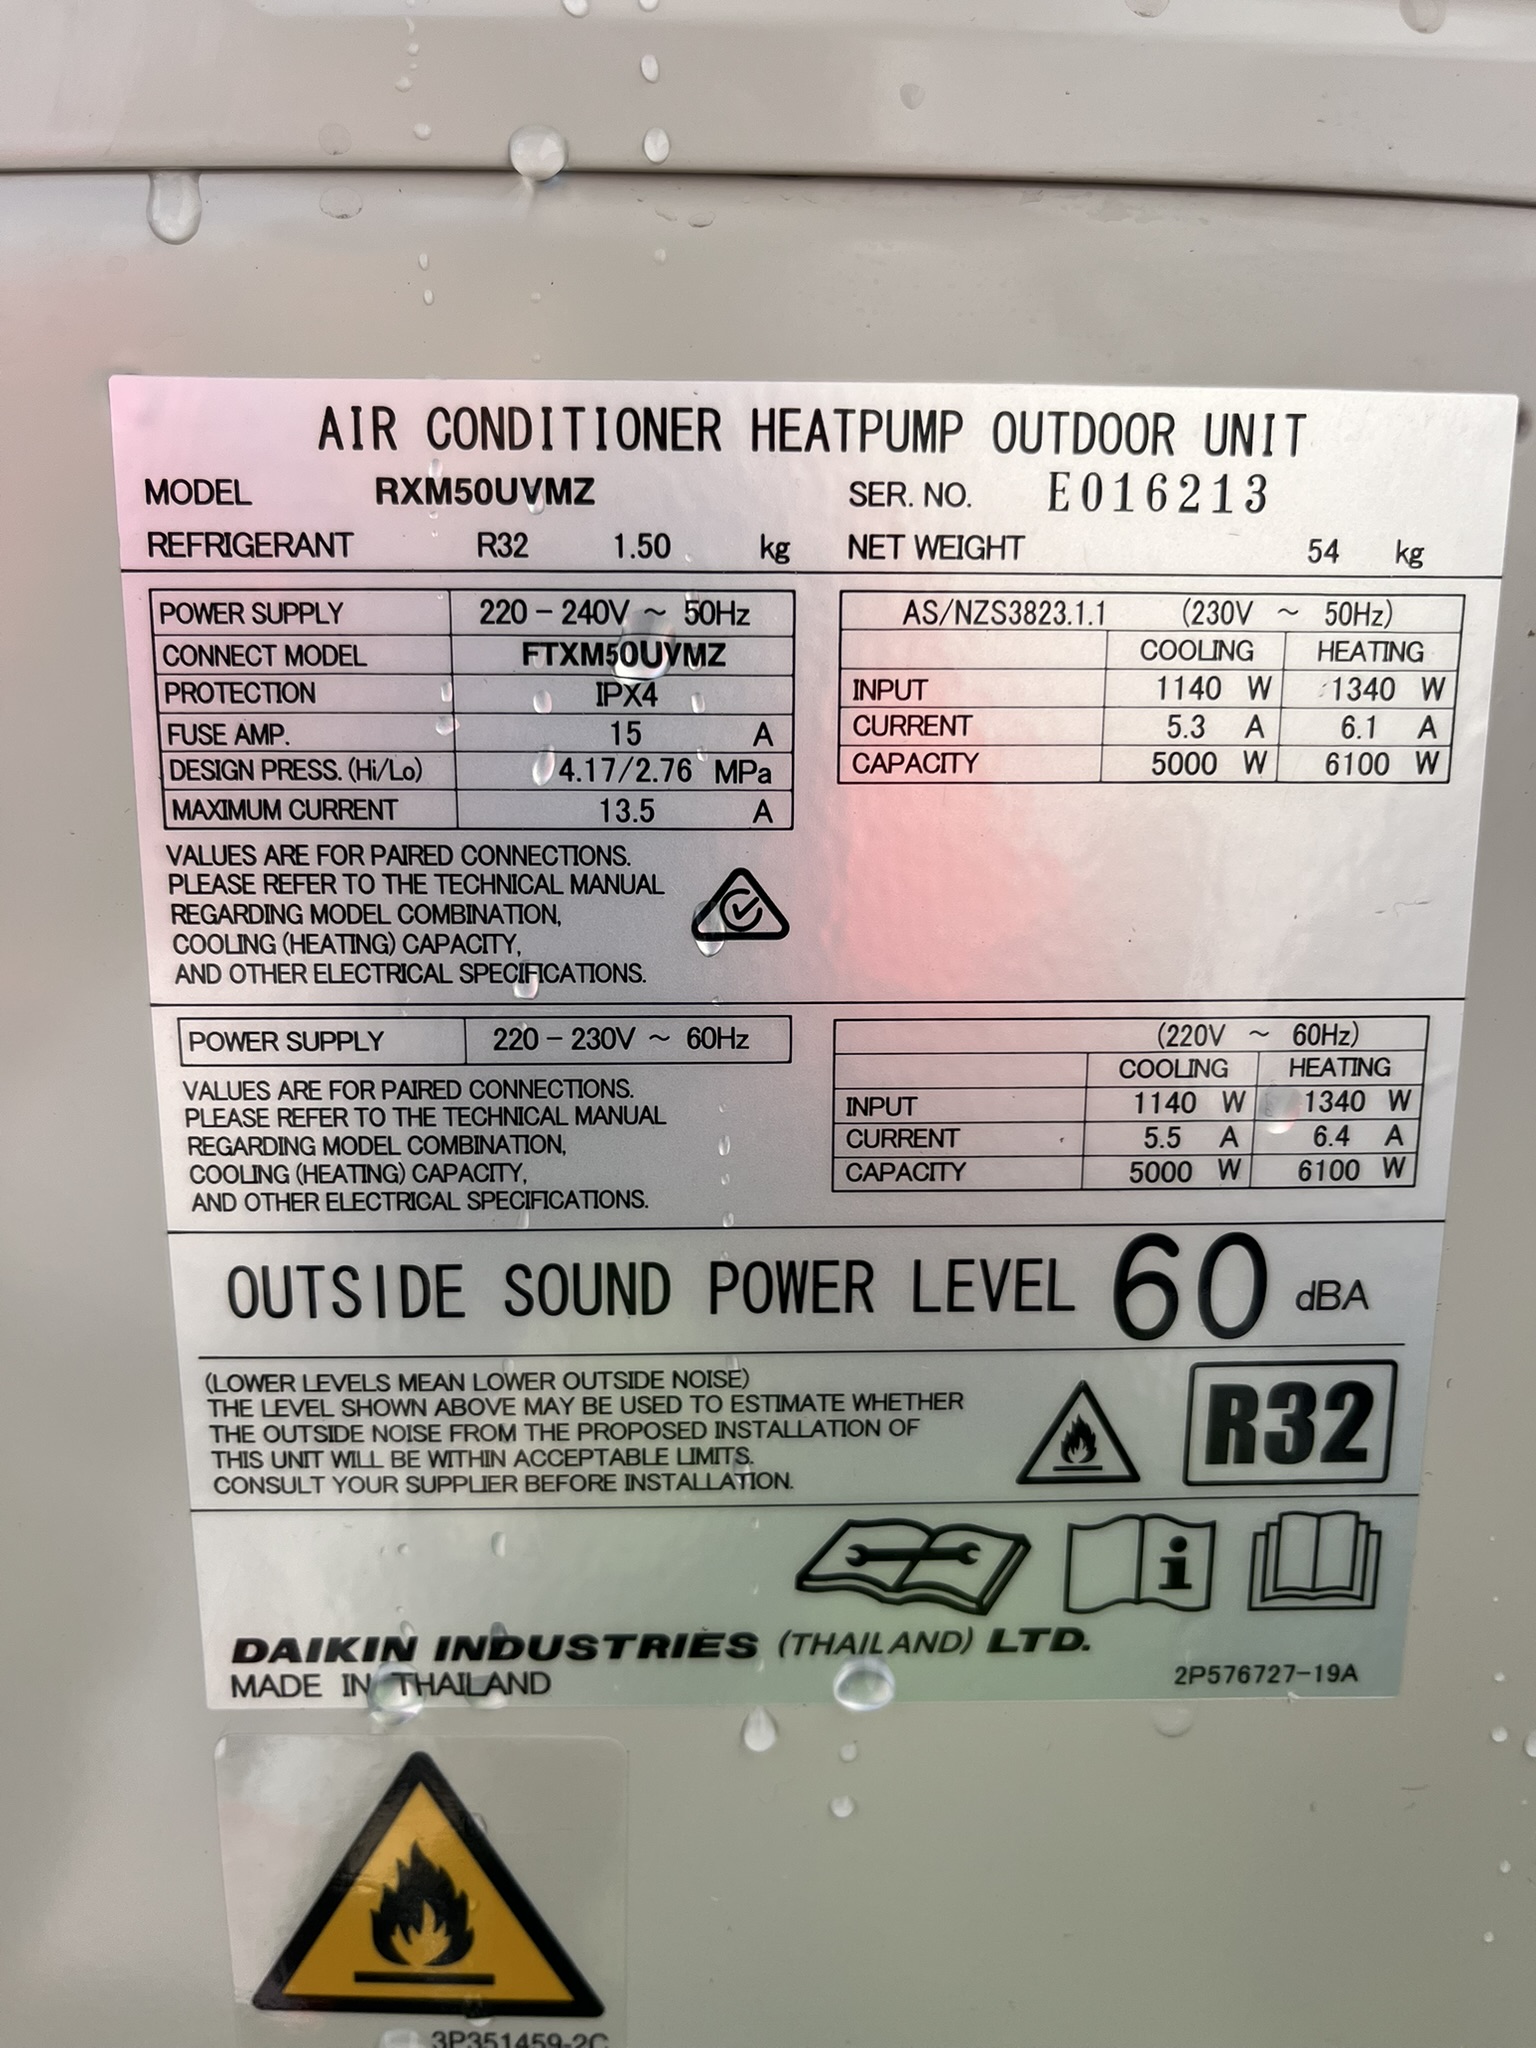 AIR CONDITIONER HEATPUMP OUTDOOR UNIT
MODEL RXM50UVMZ SER. NO. E016213
REFRIGERANT R32 1.50 kg NET WEIGHT 54 kg
POWER SUPPLY 220-240V ~ 50Hz
CONNECT MODEL FTXM50UVMZ
PROTECTION IPX4
FUSE AMP. 15 A
DESIGN PRESS. (Hi/Lo) 4.17/2.76 MPa
MAXIMUM CURRENT 13.5 A
AS/NZS3823.1.1 (230V ~ 50Hz)
COOLING HEATING
INPUT 1140 W 1340 W
CURRENT 5.3 A 6.1 A
CAPACITY 5000 W 6100 W
VALUES ARE FOR PAIRED CONNECTIONS.
PLEASE REFER TO THE TECHNICAL MANUAL
REGARDING MODEL COMBINATION,
COOLING (HEATING) CAPACITY,
AND OTHER ELECTRICAL SPECIFICATIONS.
POWER SUPPLY 220-230V ~ 60Hz
VALUES ARE FOR PAIRED CONNECTIONS.
PLEASE REFER TO THE TECHNICAL MANUAL
REGARDING MODEL COMBINATION,
COOLING (HEATING) CAPACITY,
AND OTHER ELECTRICAL SPECIFICATIONS.
(220V ~ 60Hz)
COOLING HEATING
INPUT 1140 W 1340 W
CURRENT 5.5 A 6.4 A
CAPACITY 5000 W 6100 W
OUTSIDE SOUND POWER LEVEL 60 dBA
(LOWER LEVELS MEAN LOWER OUTSIDE NOISE)
THE LEVEL SHOWN ABOVE MAY BE USED TO ESTIMATE WHETHER
THE OUTSIDE NOISE FROM THE PROPOSED INSTALLATION OF
THIS UNIT WILL BE WITHIN ACCEPTABLE LIMITS.
CONSULT YOUR SUPPLIER BEFORE INSTALLATION.
R32
DAIKIN INDUSTRIES (THAILAND) LTD.
MADE IN THAILAND
2P576727-19A
3P351459-2C